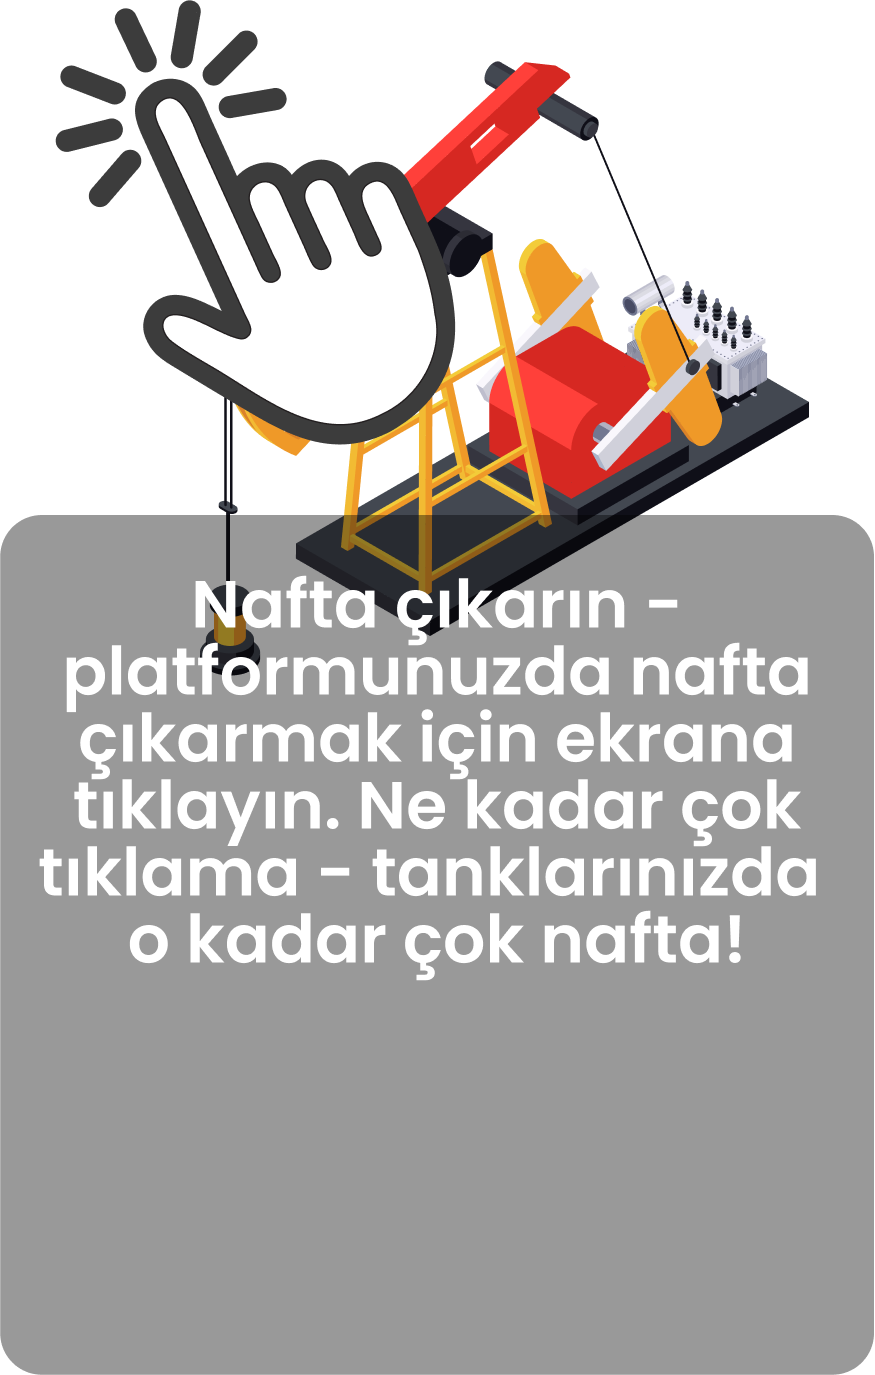 Nafta çıkarın -
platformunuzda nafta
çıkarmak için ekrana
tıklayın. Ne kadar çok
tıklama - tanklarınızda
o kadar çok nafta!